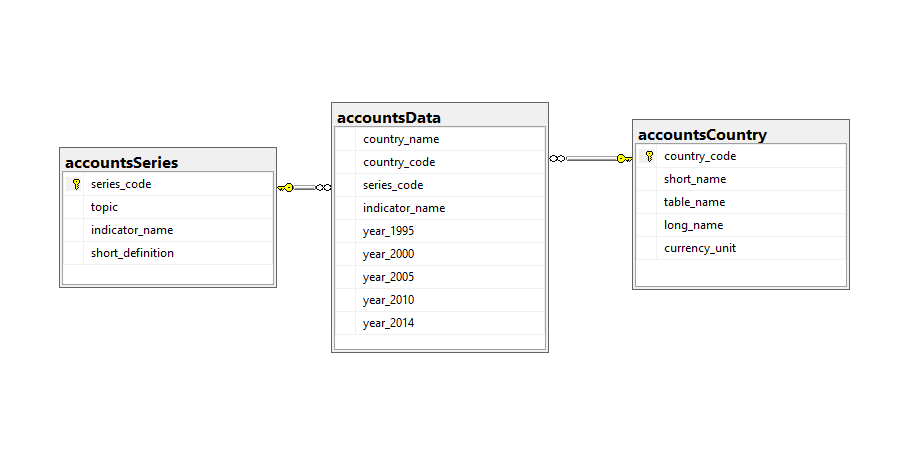 accountsSeries
series_code
topic
indicator_name
short_definition
accountsData
country_name
country_code
series_code
indicator_name
year_1995
year_2000
year_2005
year_2010
year_2014
accountsCountry
country_code
short_name
table_name
long_name
currency_unit